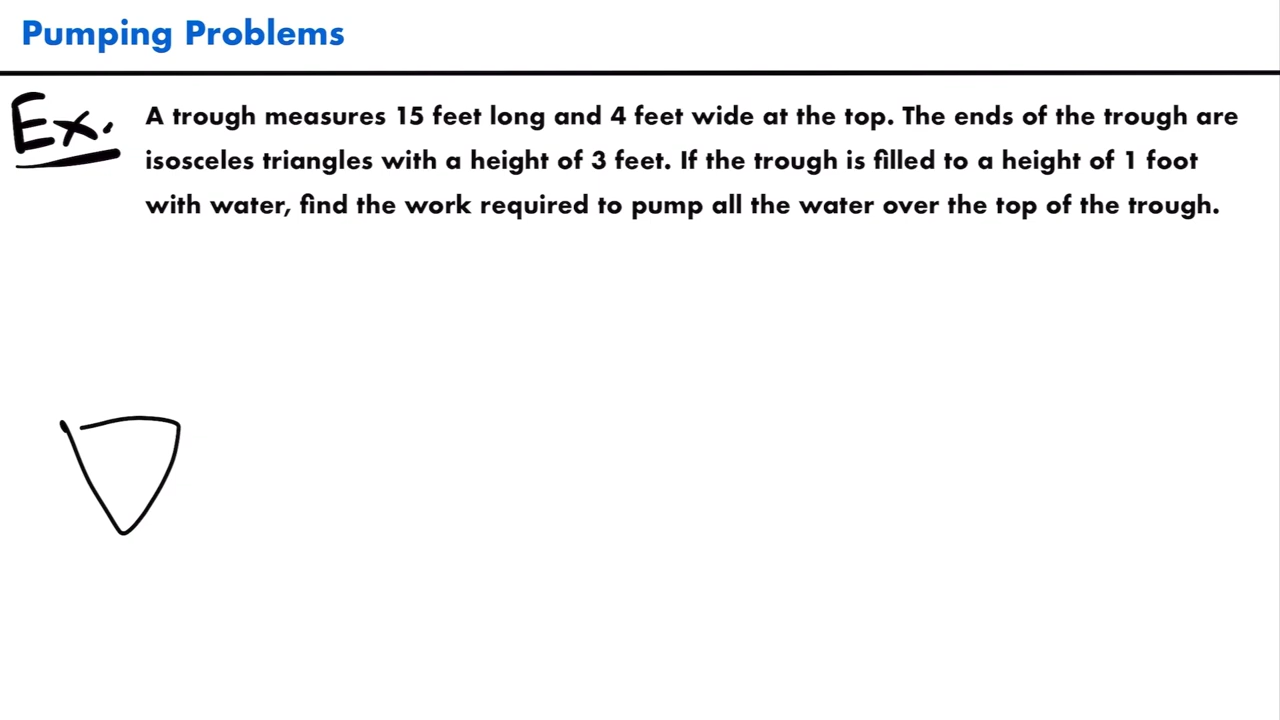 Pumping Problems
Ex.
A trough measures 15 feet long and 4 feet wide at the top. The ends of the trough are
isosceles triangles with a height of 3 feet. If the trough is filled to a height of 1 foot
with water, find the work required to pump all the water over the top of the trough.